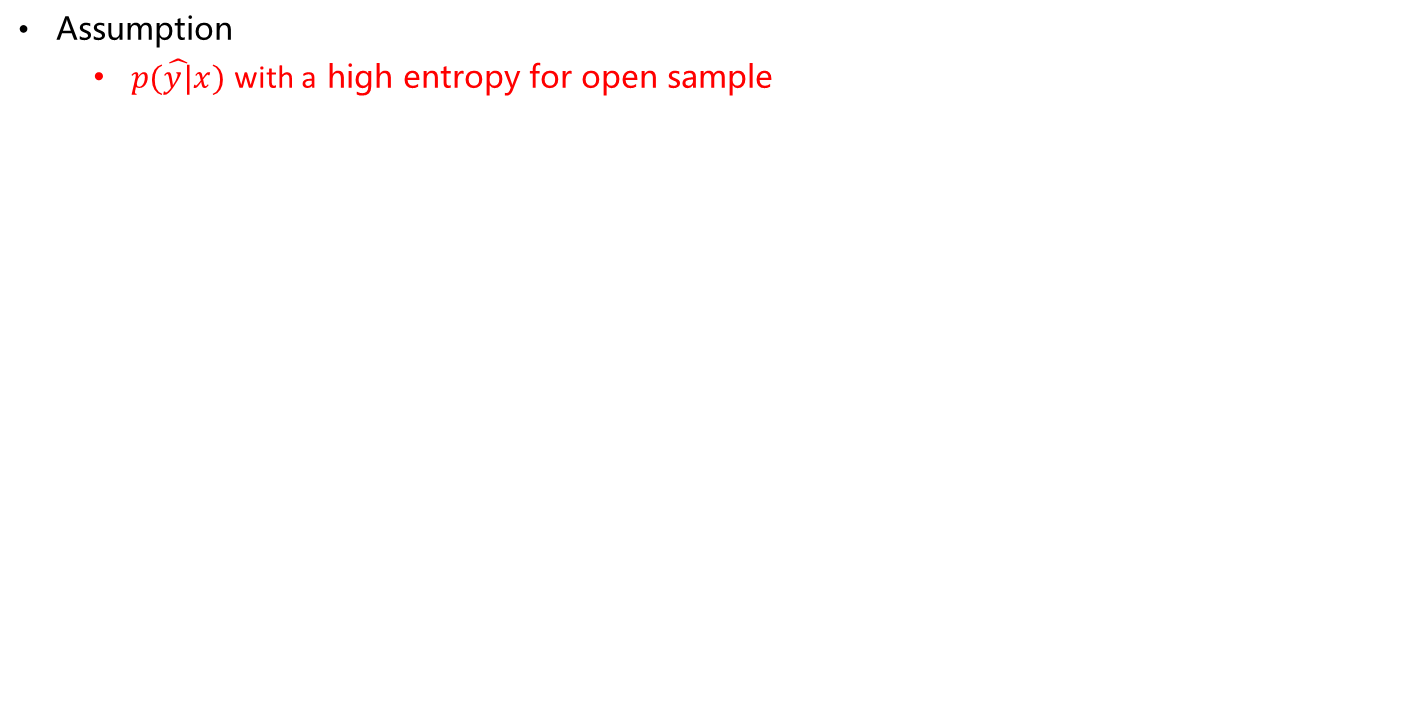 • Assumption
• p(ŷ|x) with a high entropy for open sample